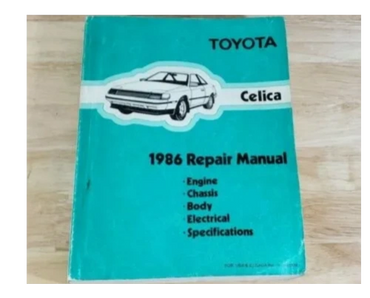 TOYOTA
Celica
1986 Repair Manual
· Engine
· Chassis
· Body
· Electrical
· Specifications